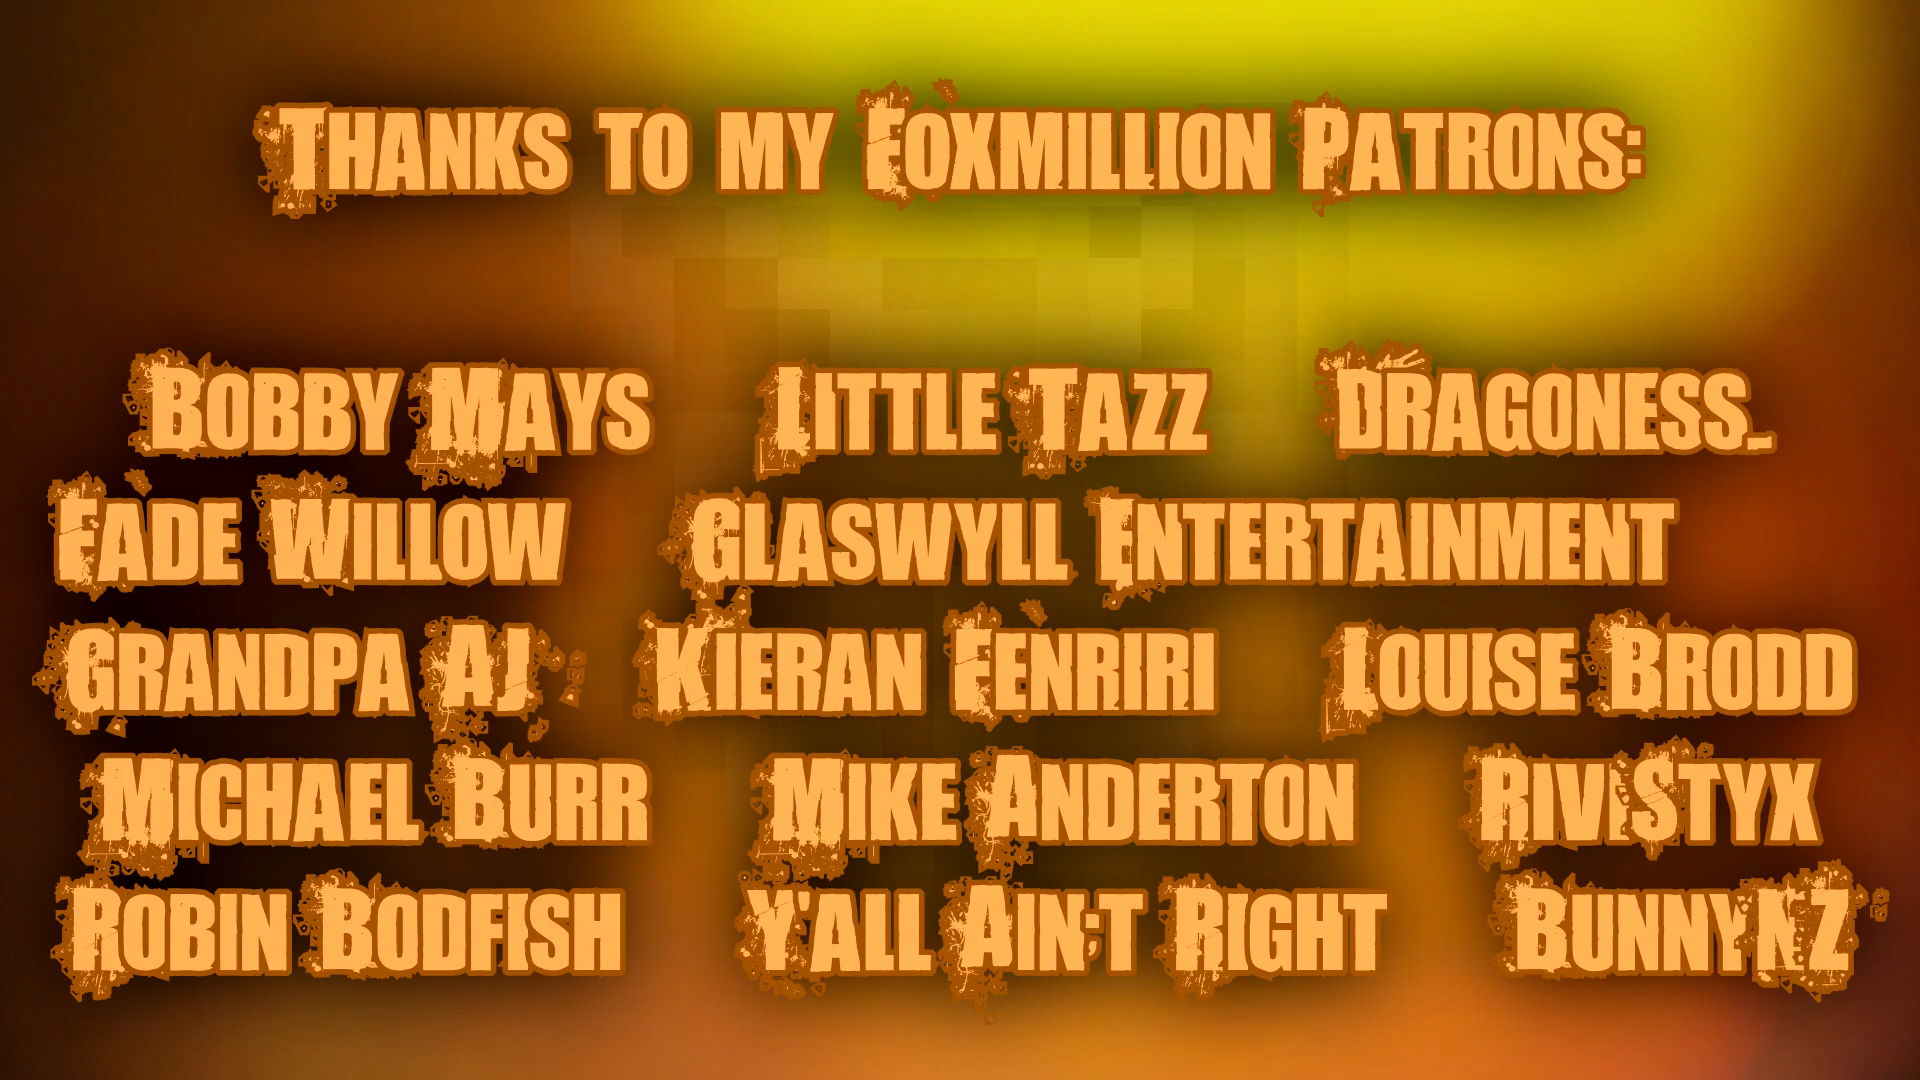 Thanks to my Foxmillion Patrons:
Bobby Mays Little Tazz Dragoness..
Fade Willow Glaswyll Entertainment
Grandpa AJ Kieran Fenriri Louise Brodd
Michael Burr Mike Anderton RiviStyx
Robin Bodfish Y'all Ain;t Right BunnyNZ